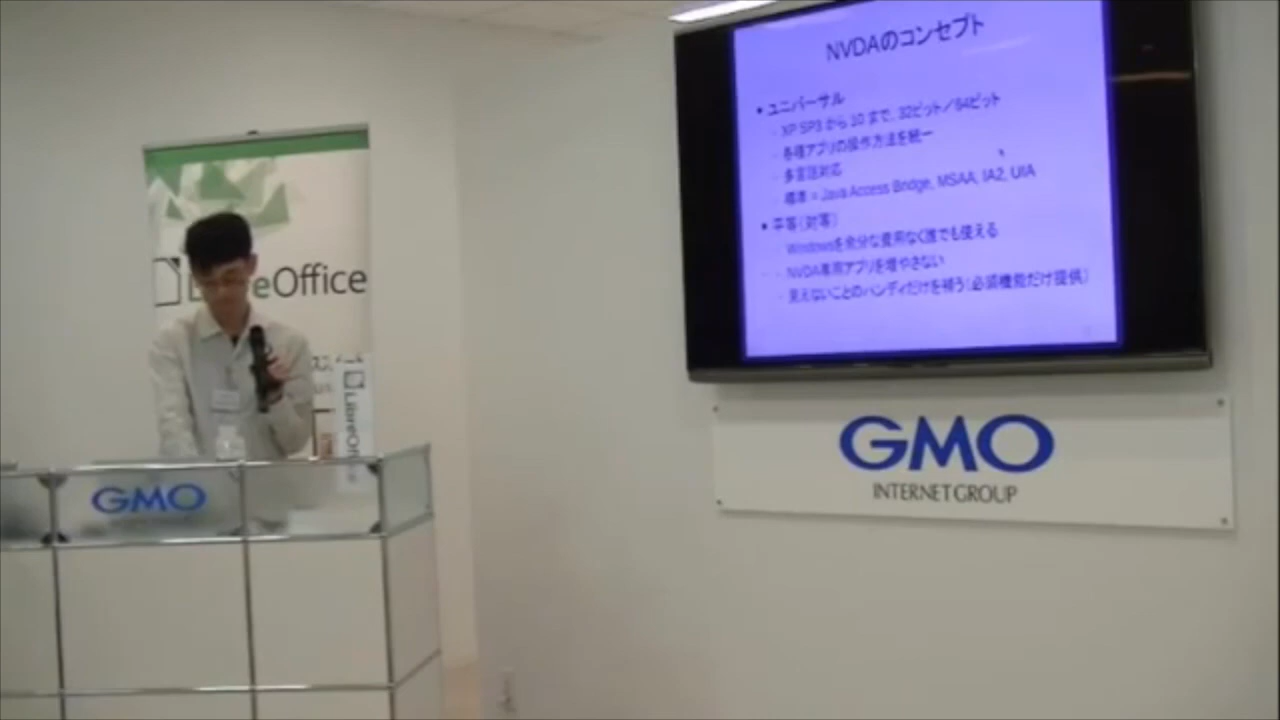 NVDAのコンセプト
• ユニバーサル
- XP SP3 から 10 まで, 32ビット／64ビット
- 各種アプリの操作方法を統一
- 多言語対応
- 標準 = Java Access Bridge, MSAA, IA2, UIA
• 平等(対等)
- Windowsを余分な費用なく誰でも使える
- NVDA専用アプリを増やさない
- 見えないことのハンディだけを補う(必須機能だけ提供)
GMO
INTERNET GROUP
eOffice
LibreOf
GMO